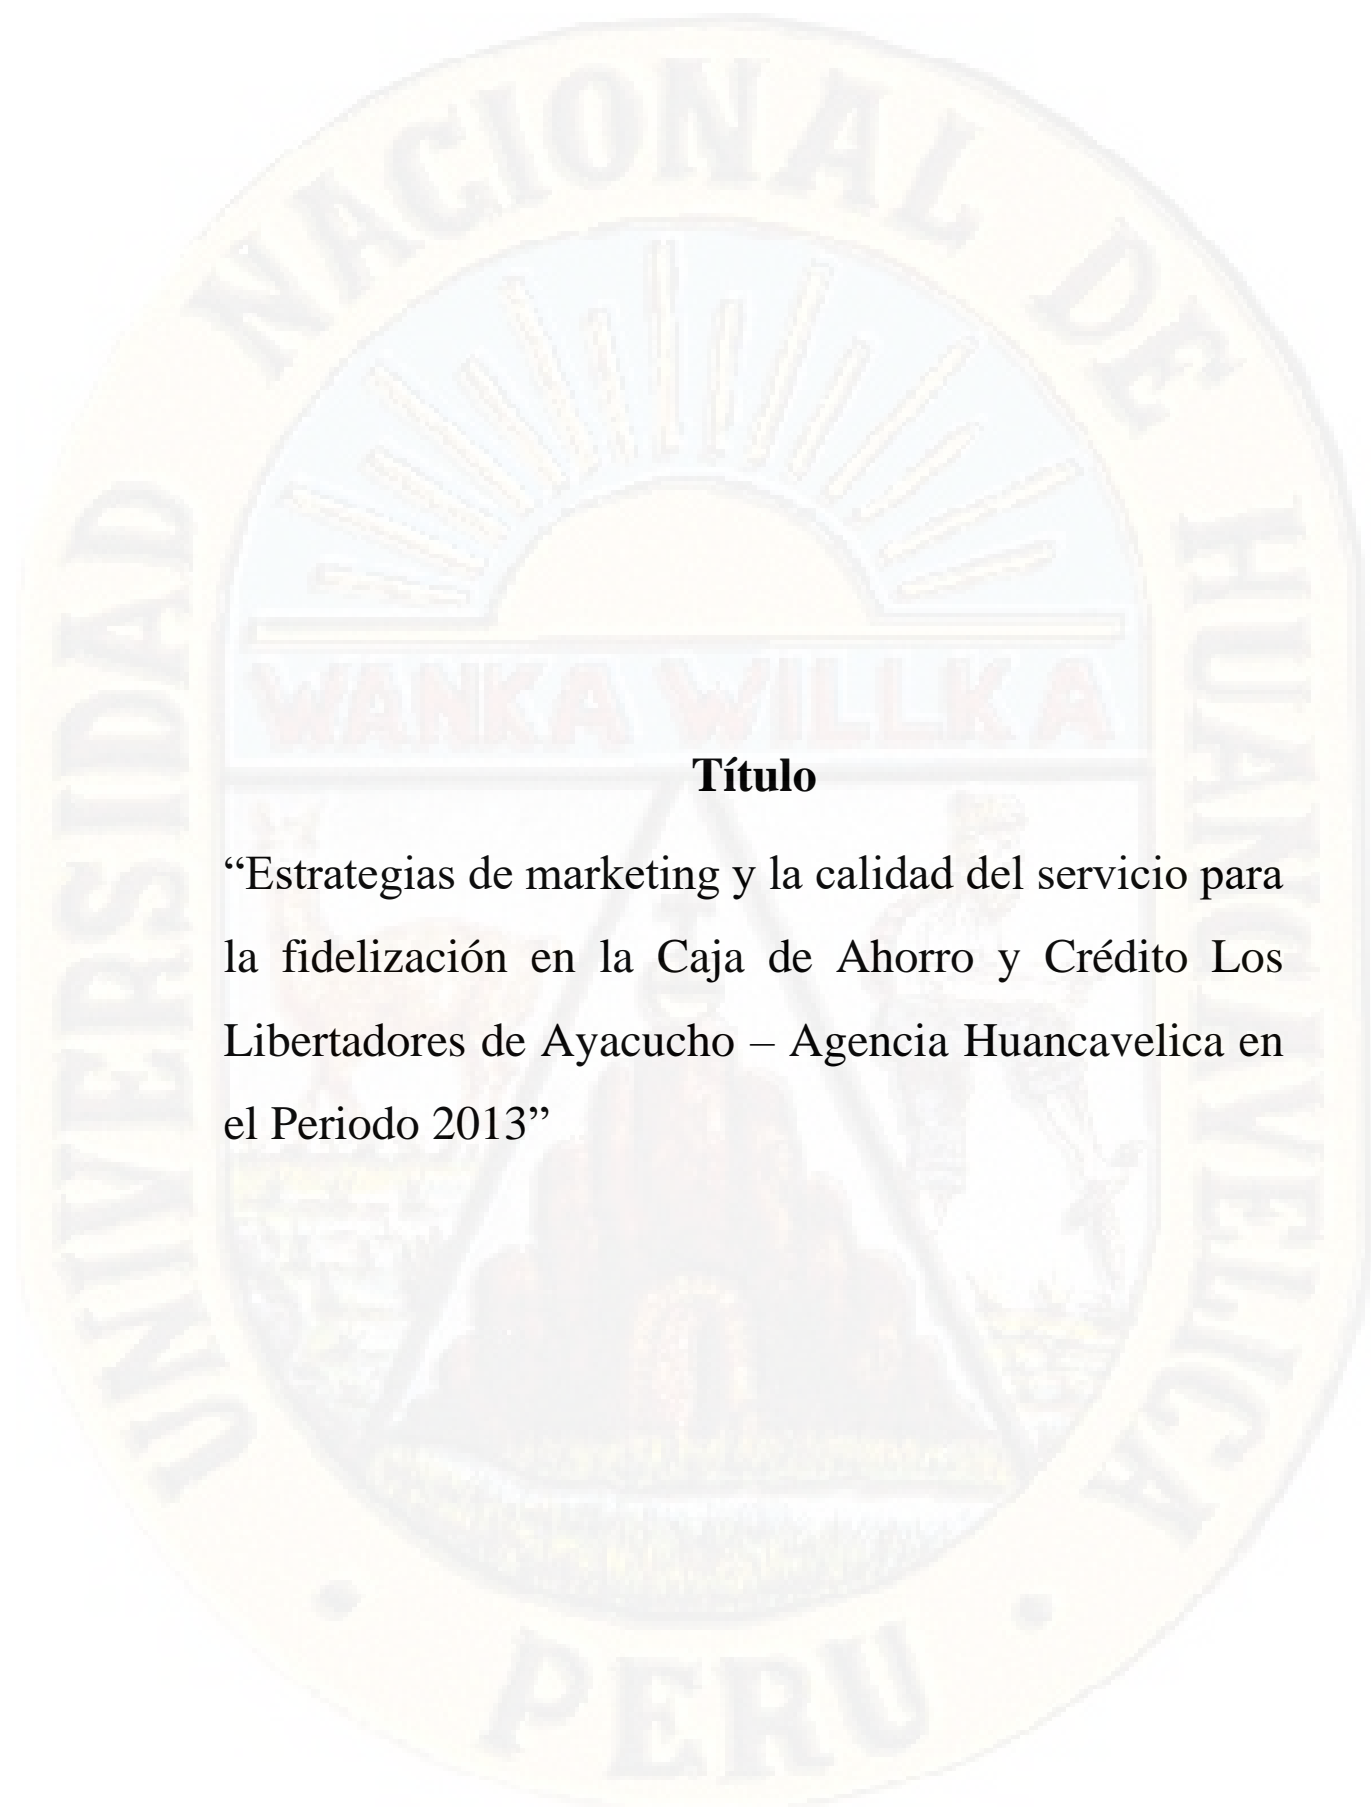 UNIVERSIDAD NACIONAL DE HUANCAVELICA
WANKA WILLKA
Título
“Estrategias de marketing y la calidad del servicio para
la fidelización en la Caja de Ahorro y Crédito Los
Libertadores de Ayacucho – Agencia Huancavelica en
el Periodo 2013”
PERU